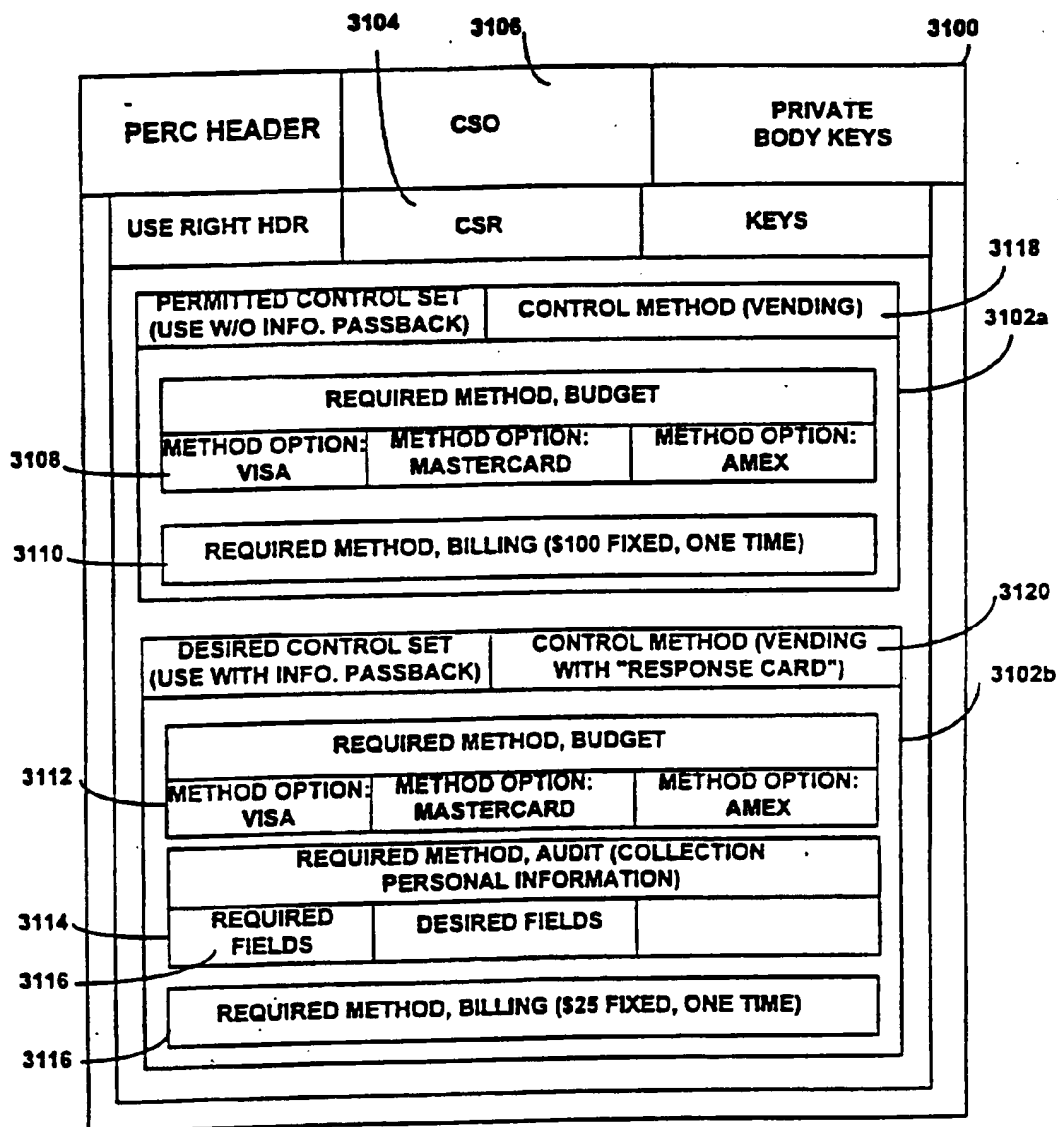 3104
3106
3100
PERC HEADER
CSO
PRIVATE
BODY KEYS
USE RIGHT HDR
CSR
KEYS
3118
PERMITTED CONTROL SET
(USE W/O INFO. PASSBACK)
CONTROL METHOD (VENDING)
3102a
REQUIRED METHOD, BUDGET
3108
METHOD OPTION:
VISA
METHOD OPTION:
MASTERCARD
METHOD OPTION:
AMEX
3110
REQUIRED METHOD, BILLING ($100 FIXED, ONE TIME)
3120
DESIRED CONTROL SET
(USE WITH INFO. PASSBACK)
CONTROL METHOD (VENDING
WITH "RESPONSE CARD")
3102b
REQUIRED METHOD, BUDGET
3112
METHOD OPTION:
VISA
METHOD OPTION:
MASTERCARD
METHOD OPTION:
AMEX
REQUIRED METHOD, AUDIT (COLLECTION
PERSONAL INFORMATION)
3114
REQUIRED
FIELDS
DESIRED FIELDS
3116
REQUIRED METHOD, BILLING ($25 FIXED, ONE TIME)
3116